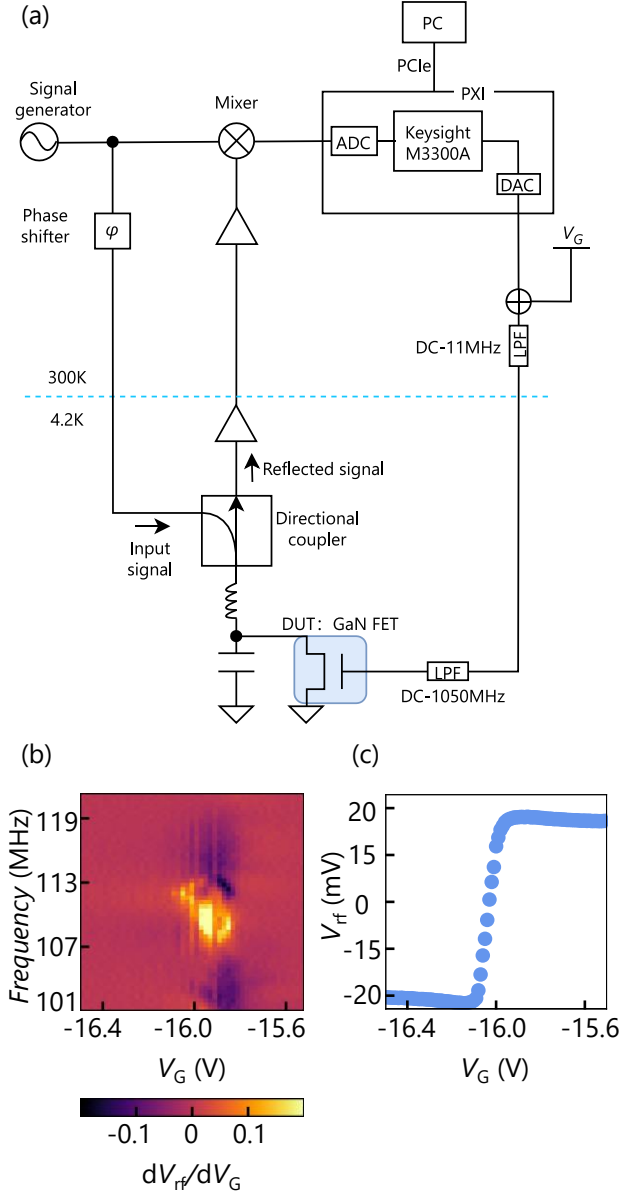 (a)
PC
PCIe
Signal
generator
Mixer
PXI
ADC
Keysight
M3300A
DAC
Phase
shifter
φ
V_G
DC-11MHz
LPF
300K
4.2K
Reflected signal
Directional
coupler
Input
signal
DUT: GaN FET
LPF
DC-1050MHz
(b)
Frequency (MHz)
119
113
107
101
-16.4
-16.0
-15.6
V_G (V)
-0.1
0
0.1
dV_rf/dV_G
(c)
V_rf (mV)
20
15
0
-15
-20
-16.4
-16.0
-15.6
V_G (V)